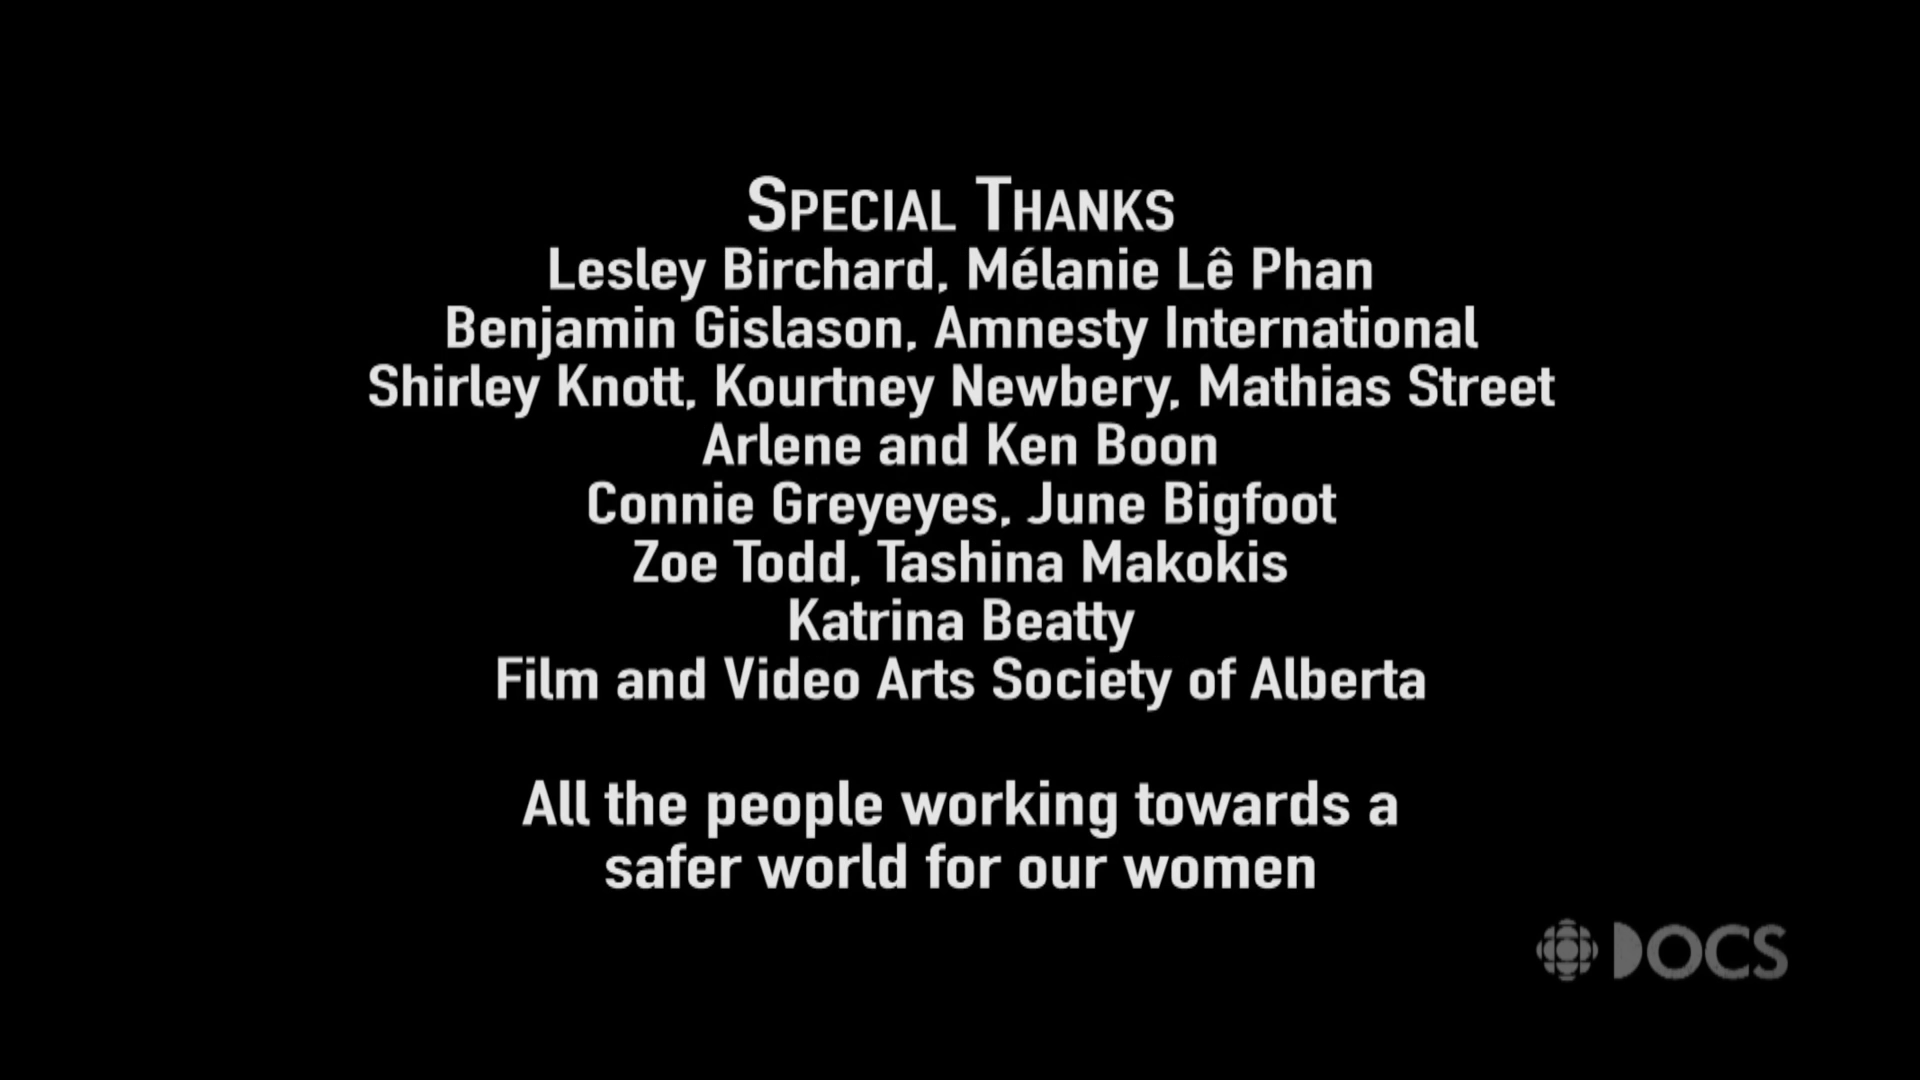 SPECIAL THANKS
Lesley Birchard, Mélanie Lê Phan
Benjamin Gislason, Amnesty International
Shirley Knott, Kourtney Newbery, Mathias Street
Arlene and Ken Boon
Connie Greyeyes, June Bigfoot
Zoe Todd, Tashina Makokis
Katrina Beatty
Film and Video Arts Society of Alberta
All the people working towards a
safer world for our women
DOCS